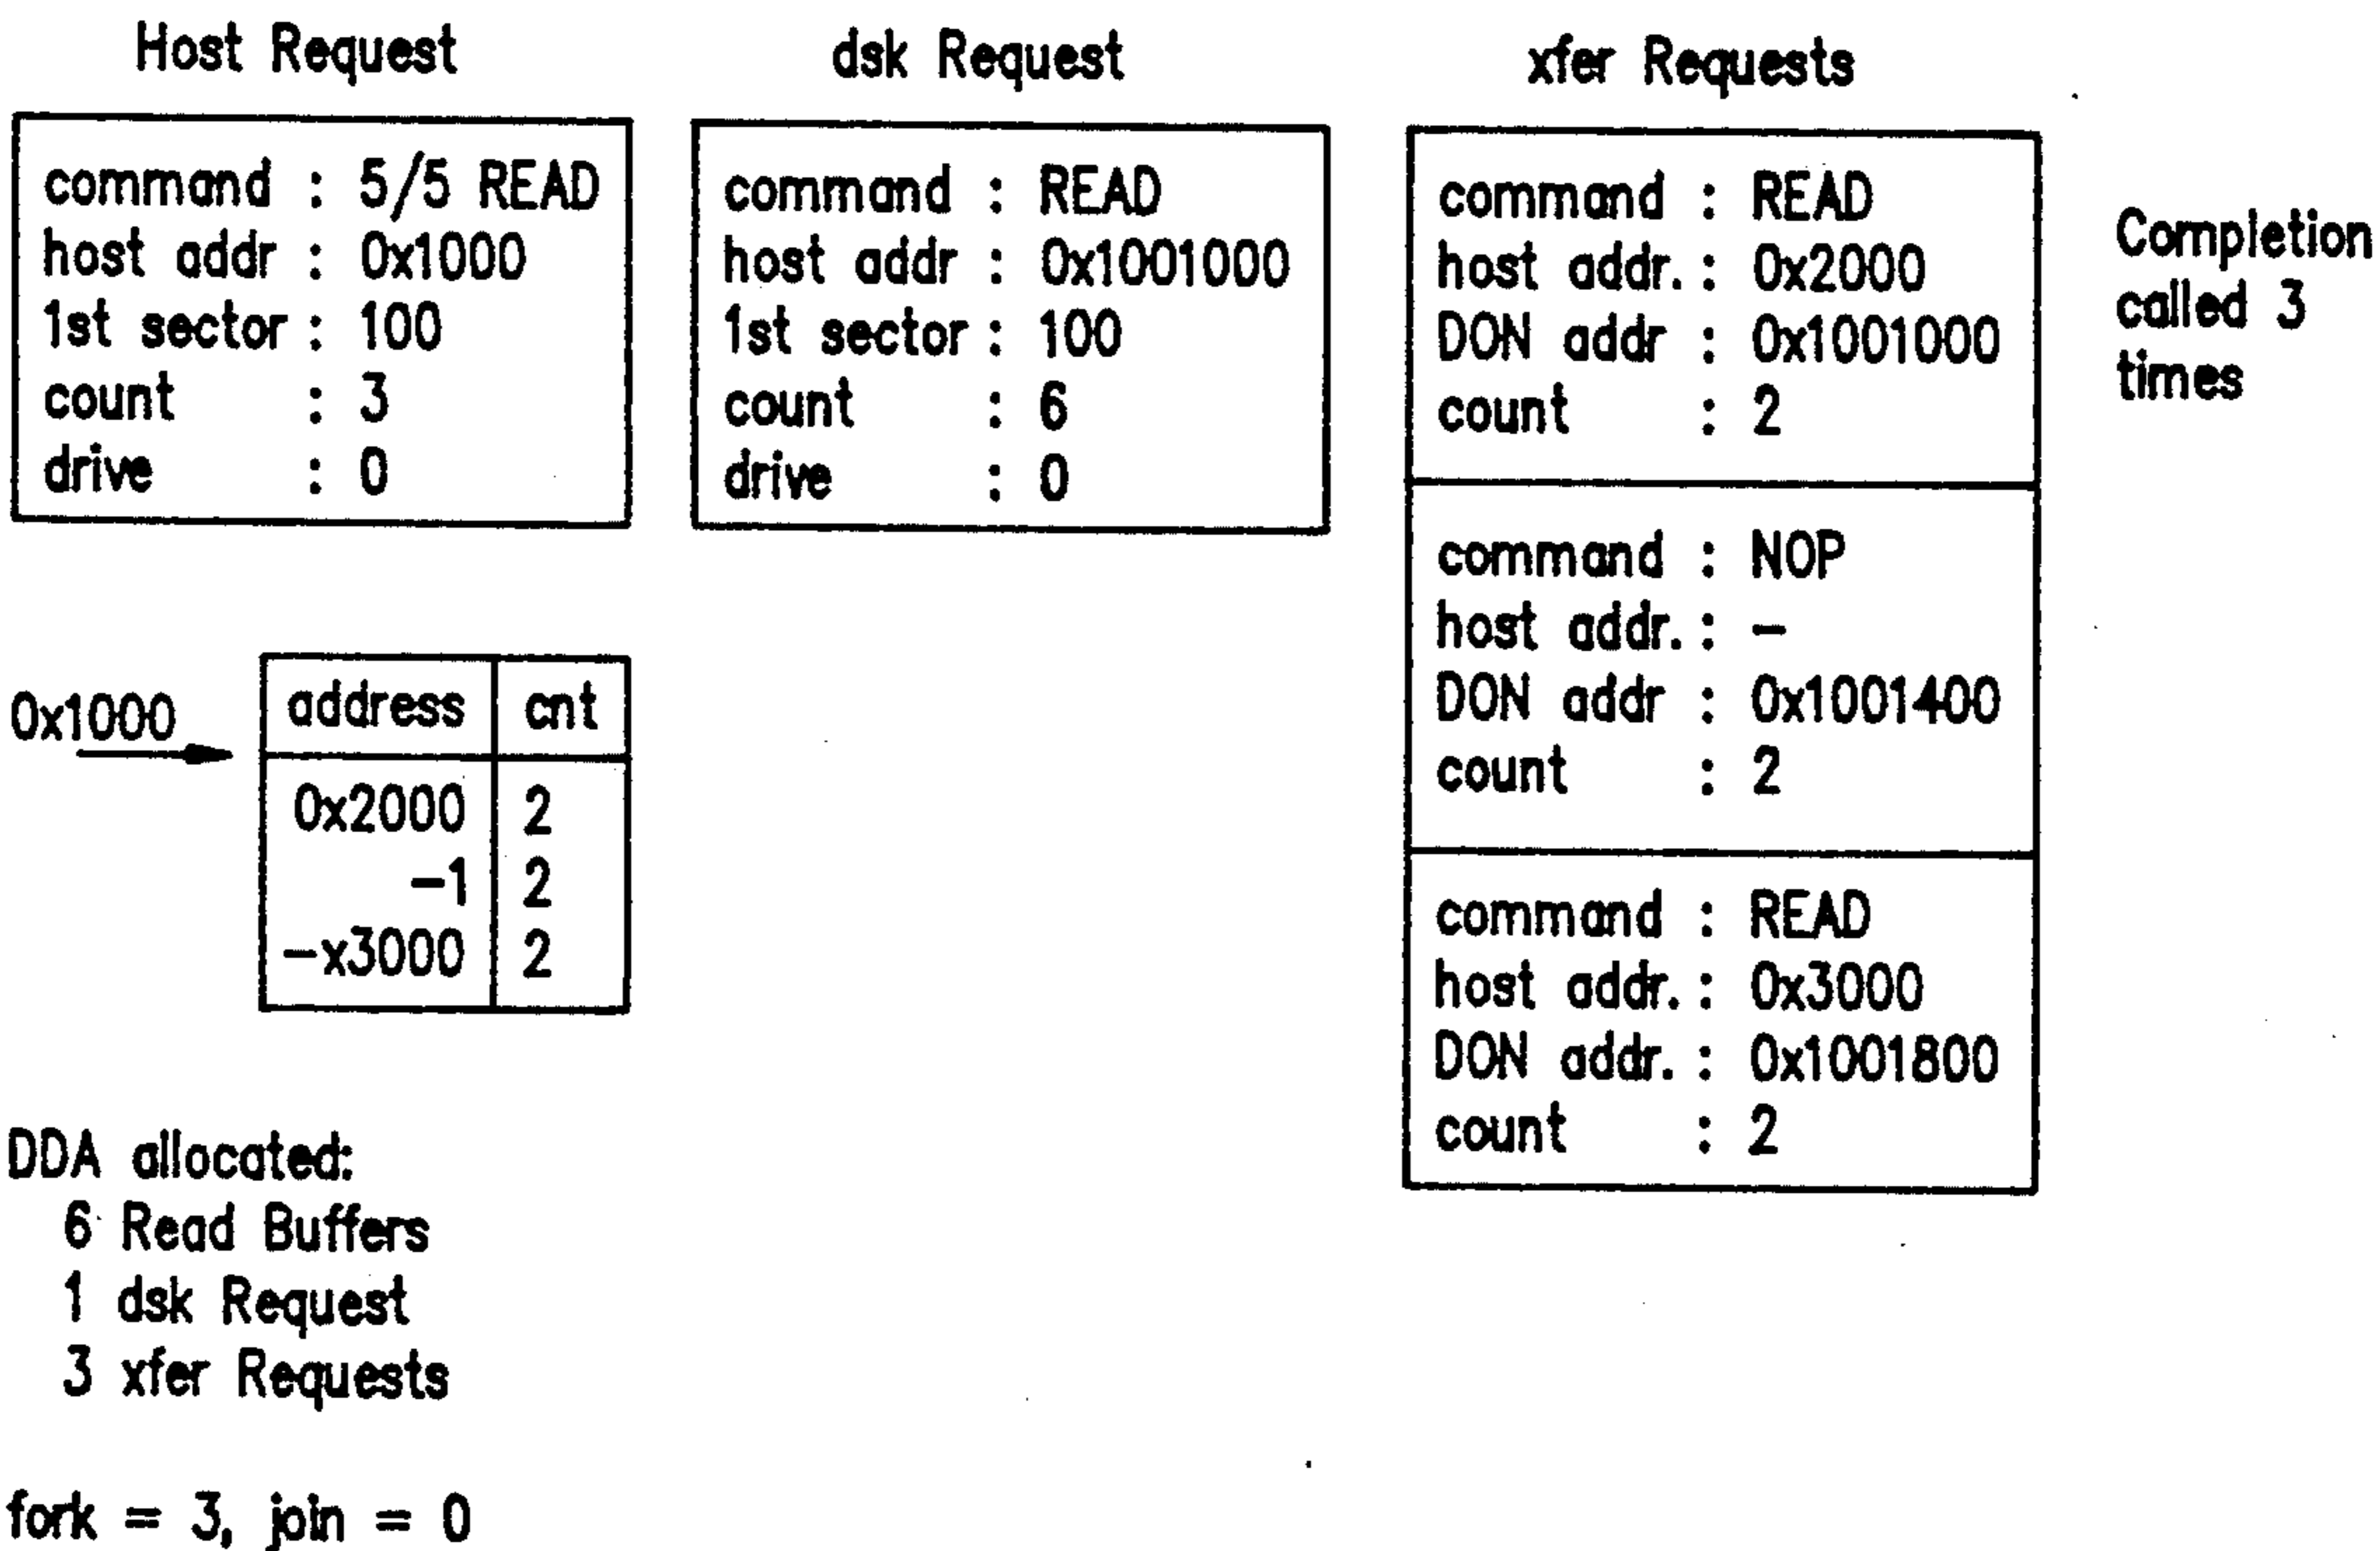 Host Request
command : 5/5 READ
host addr : 0x1000
1st sector : 100
count : 3
drive : 0
0x1000
address cnt
0x2000 2
-1 2
-x3000 2
DDA allocated:
6 Read Buffers
1 dsk Request
3 xfer Requests
fork = 3, join = 0
dsk Request
command : READ
host addr : 0x1001000
1st sector : 100
count : 6
drive : 0
xfer Requests
command : READ
host addr. : 0x2000
DON addr : 0x1001000
count : 2
command : NOP
host addr. : -
DON addr : 0x1001400
count : 2
command : READ
host addr. : 0x3000
DON addr. : 0x1001800
count : 2
Completion
called 3
times